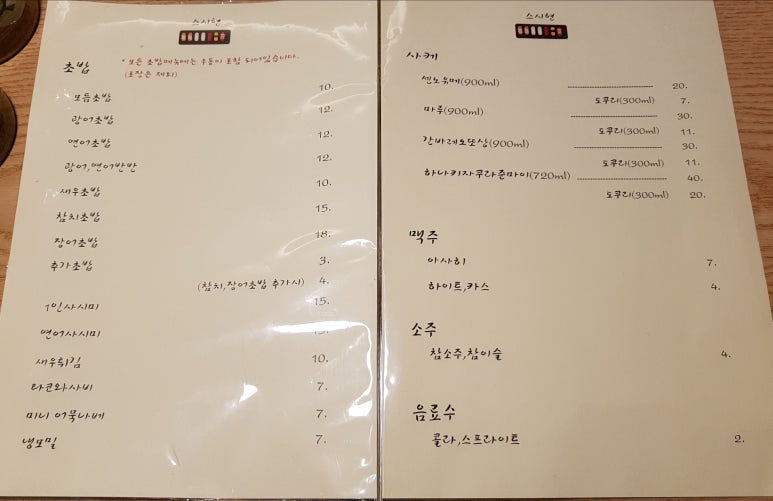 스시현
초밥 * 모든 초밥메뉴에는 우동이 포함 되어있습니다.
(포장은 제외)
모듬초밥 10.
광어초밥 12.
연어초밥 12.
광어,연어반반 12.
새우초밥 10.
참치초밥 15.
장어초밥 18.
추가초밥 3.
(참치,장어초밥 추가시) 4.
1인사시미 15.
연어사시미
새우튀김 10.
타코와사비 7.
미니 어묵나베 7.
냉모밀 7.
스시현
사케
센노유메(900ml) 20.
도쿠리(300ml) 7.
마루(900ml) 30.
도쿠리(300ml) 11.
간바레오또상(900ml) 30.
도쿠리(300ml) 11.
하나키자쿠라준마이(720ml) 40.
도쿠리(300ml) 20.
맥주
아사히 7.
하이트,카스 4.
소주
참소주,참이슬 4.
음료수
콜라,스프라이트 2.